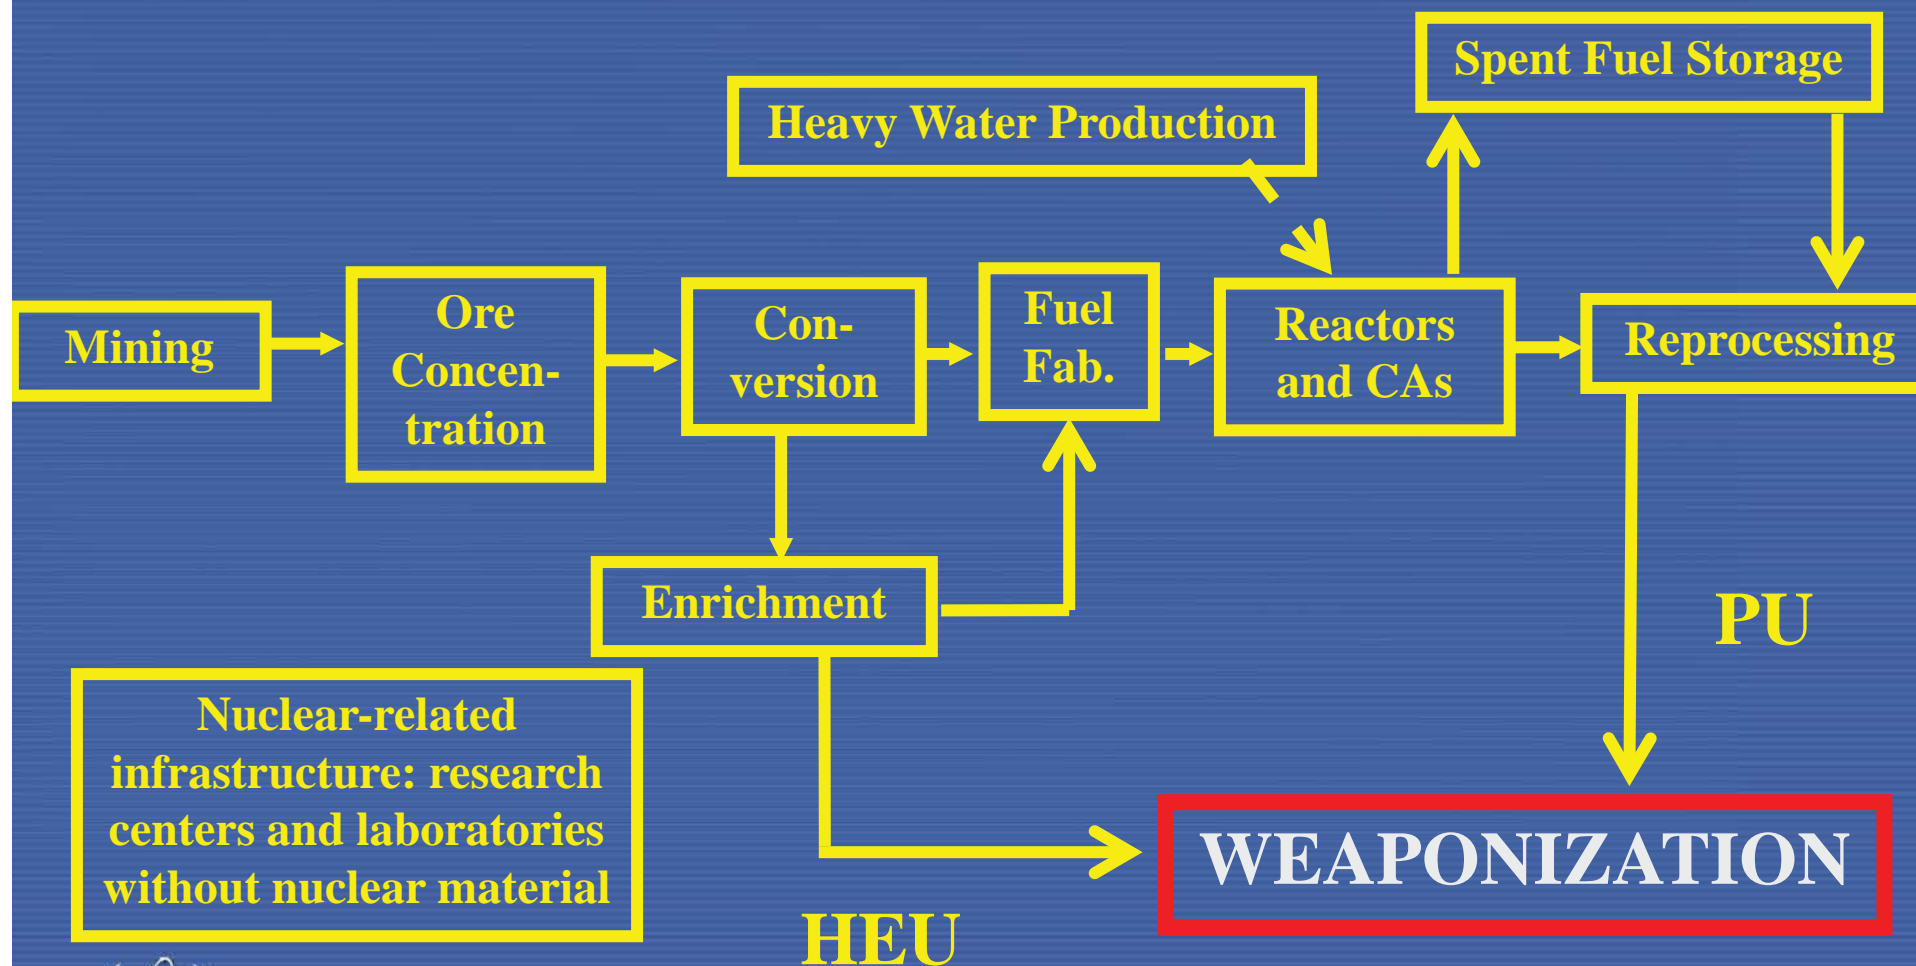 Spent Fuel Storage
Heavy Water Production
Mining
Ore
Concen-
tration
Con-
version
Fuel
Fab.
Reactors
and CAs
Reprocessing
Enrichment
PU
Nuclear-related
infrastructure: research
centers and laboratories
without nuclear material
WEAPONIZATION
HEU